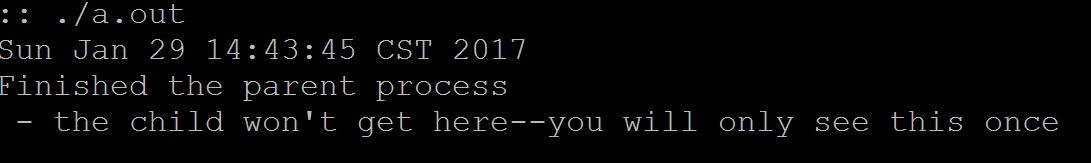 :: ./a.out
Sun Jan 29 14:43:45 CST 2017
Finished the parent process
- the child won't get here--you will only see this once